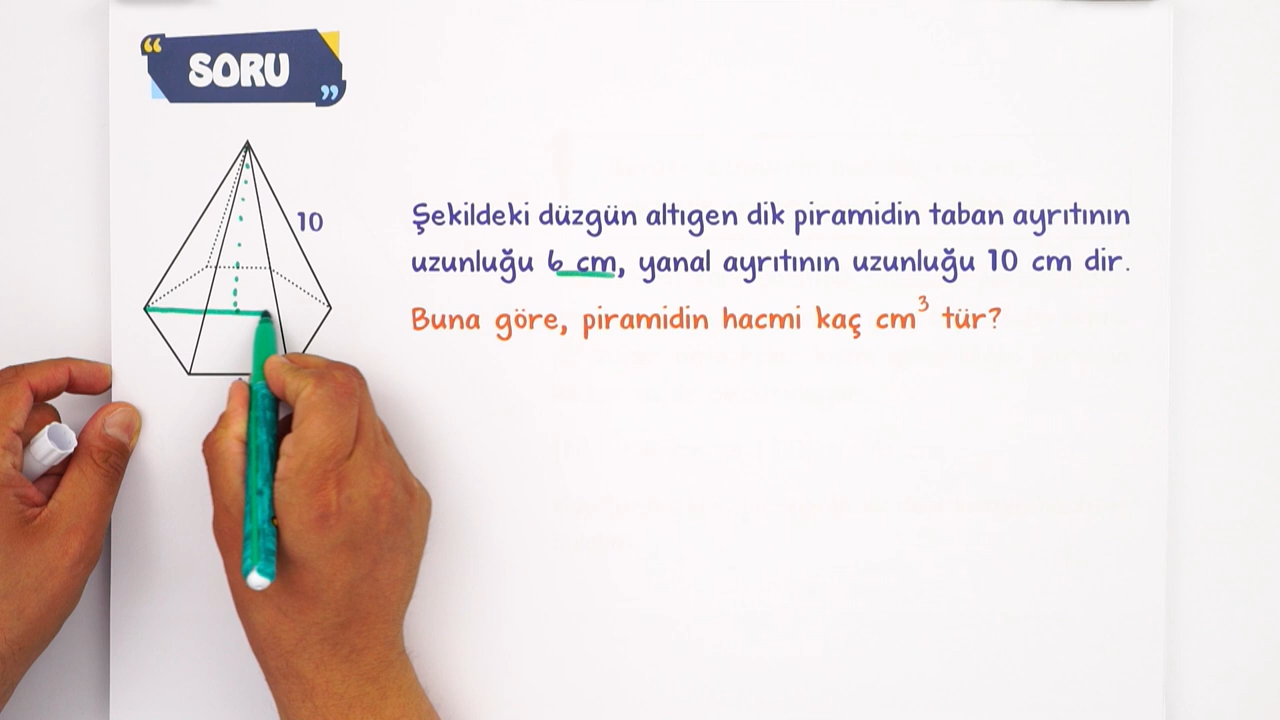 SORU
10
Şekildeki düzgün altıgen dik piramidin taban ayrıtının
uzunluğu 6 cm, yanal ayrıtının uzunluğu 10 cm dir.
Buna göre, piramidin hacmi kaç cm³ tür?